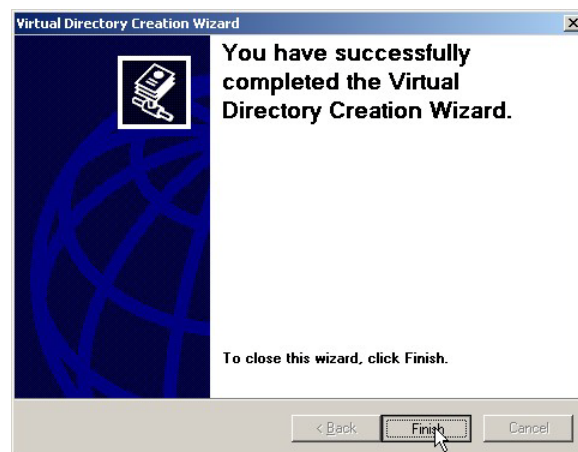 Virtual Directory Creation Wizard
You have successfully
completed the Virtual
Directory Creation Wizard.
To close this wizard, click Finish.
< Back
Finish
Cancel